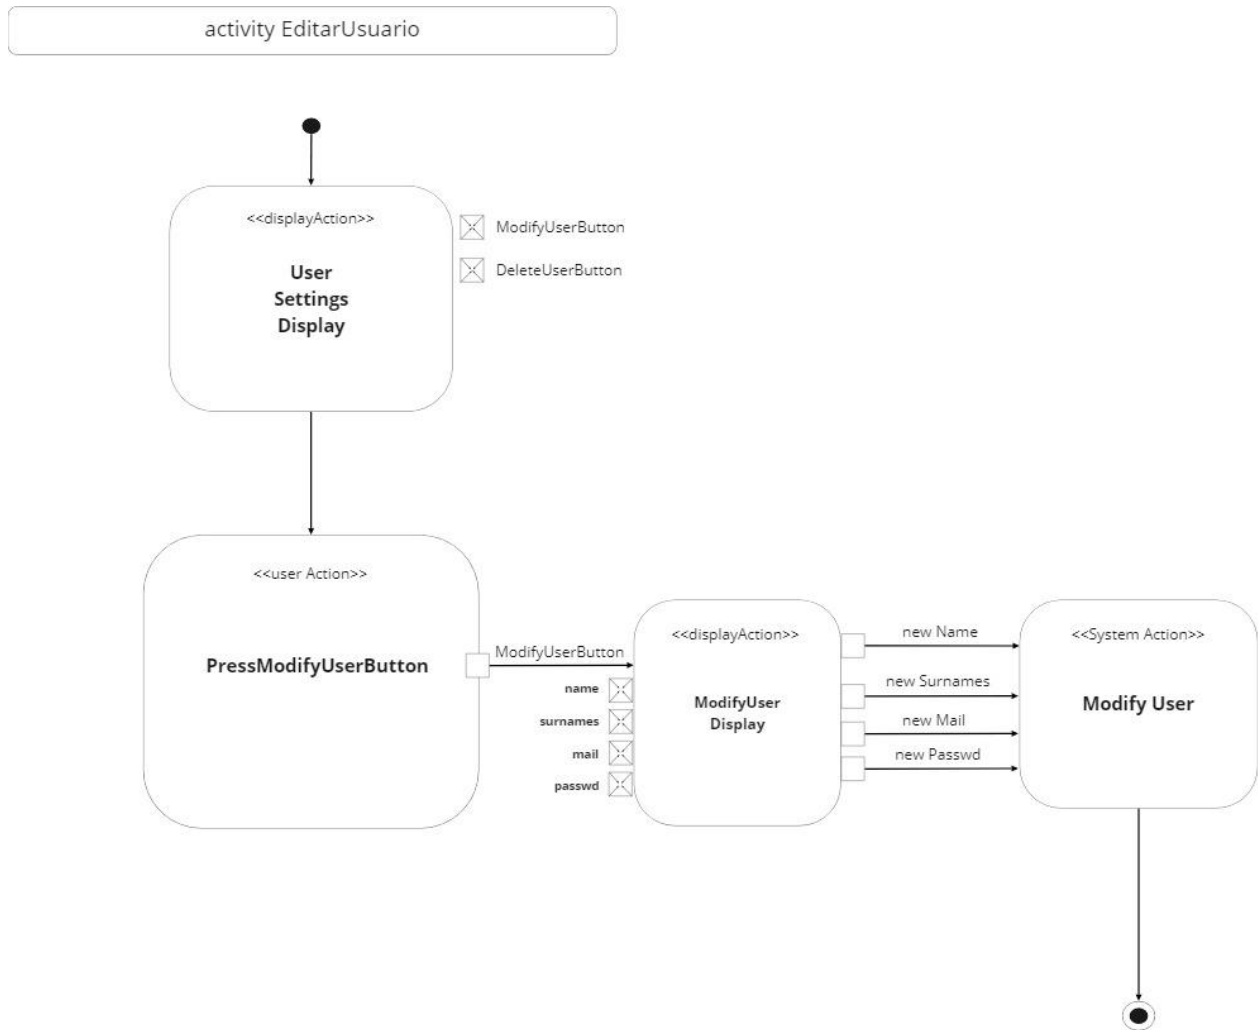 activity EditarUsuario
<<displayAction>>
User
Settings
Display
ModifyUserButton
DeleteUserButton
<<user Action>>
PressModifyUserButton
ModifyUserButton
name
surnames
mail
passwd
<<displayAction>>
ModifyUser
Display
new Name
new Surnames
new Mail
new Passwd
<<System Action>>
Modify User